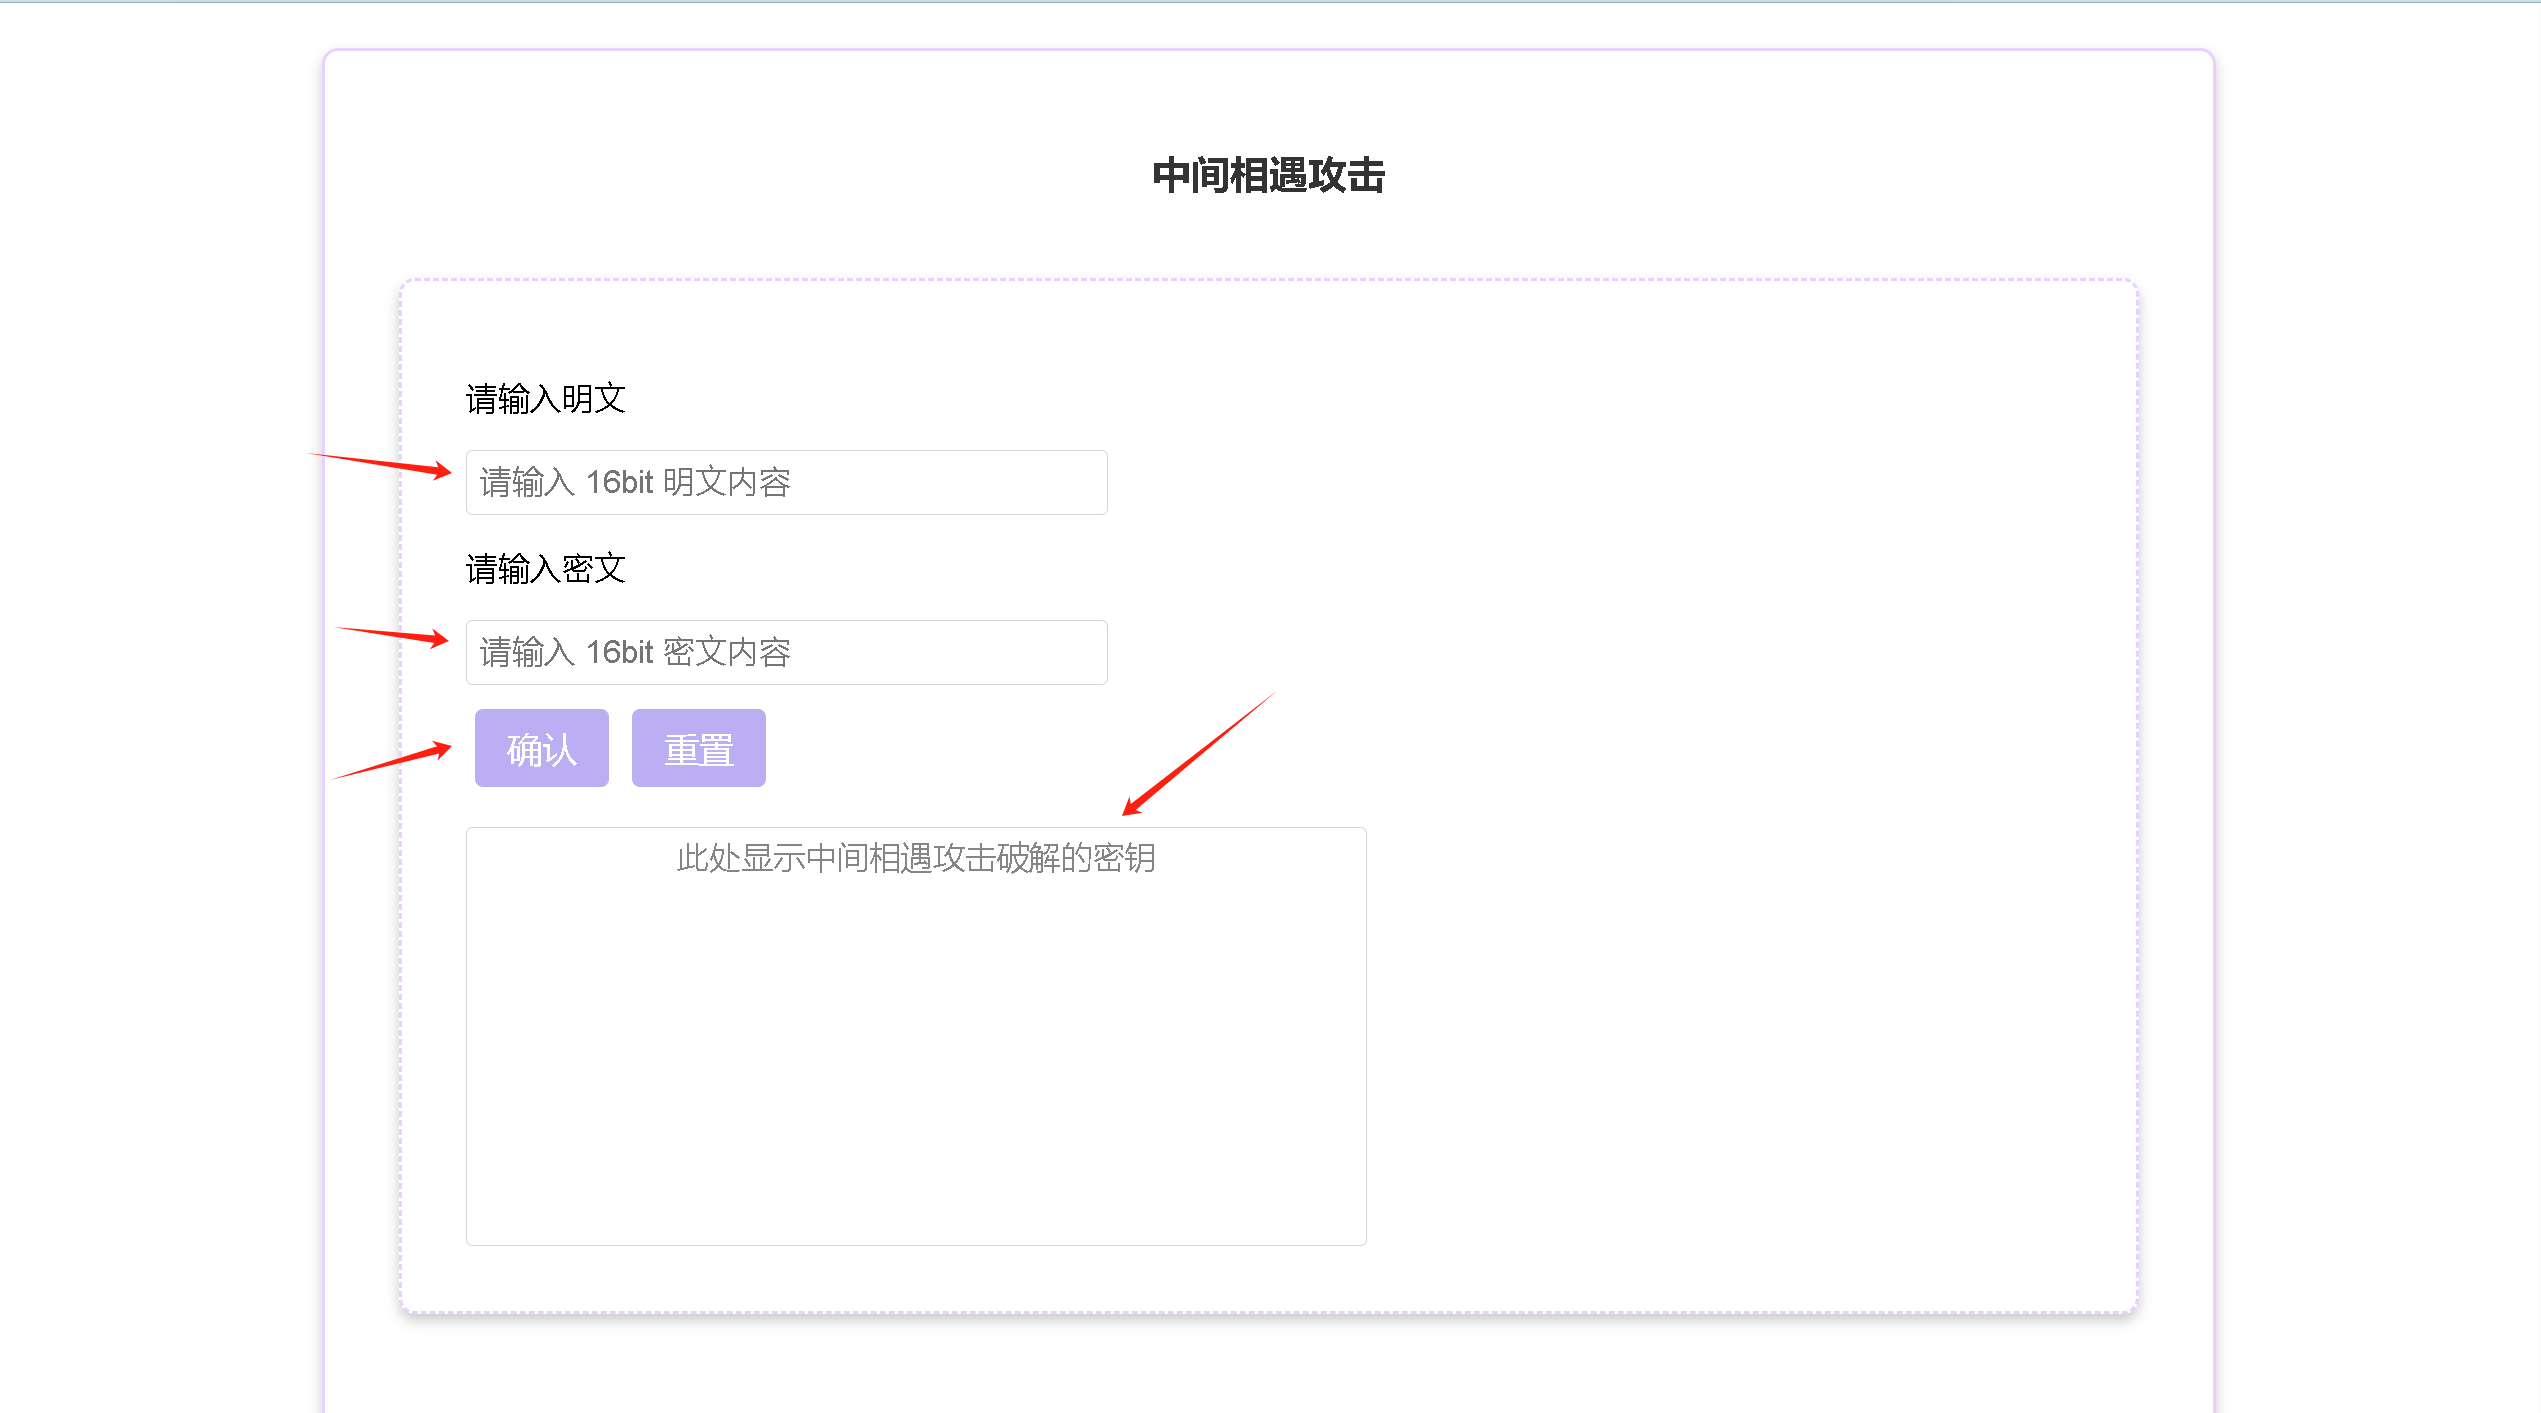 中间相遇攻击
请输入明文
请输入 16bit 明文内容
请输入密文
请输入 16bit 密文内容
确认 重置
此处显示中间相遇攻击破解的密钥